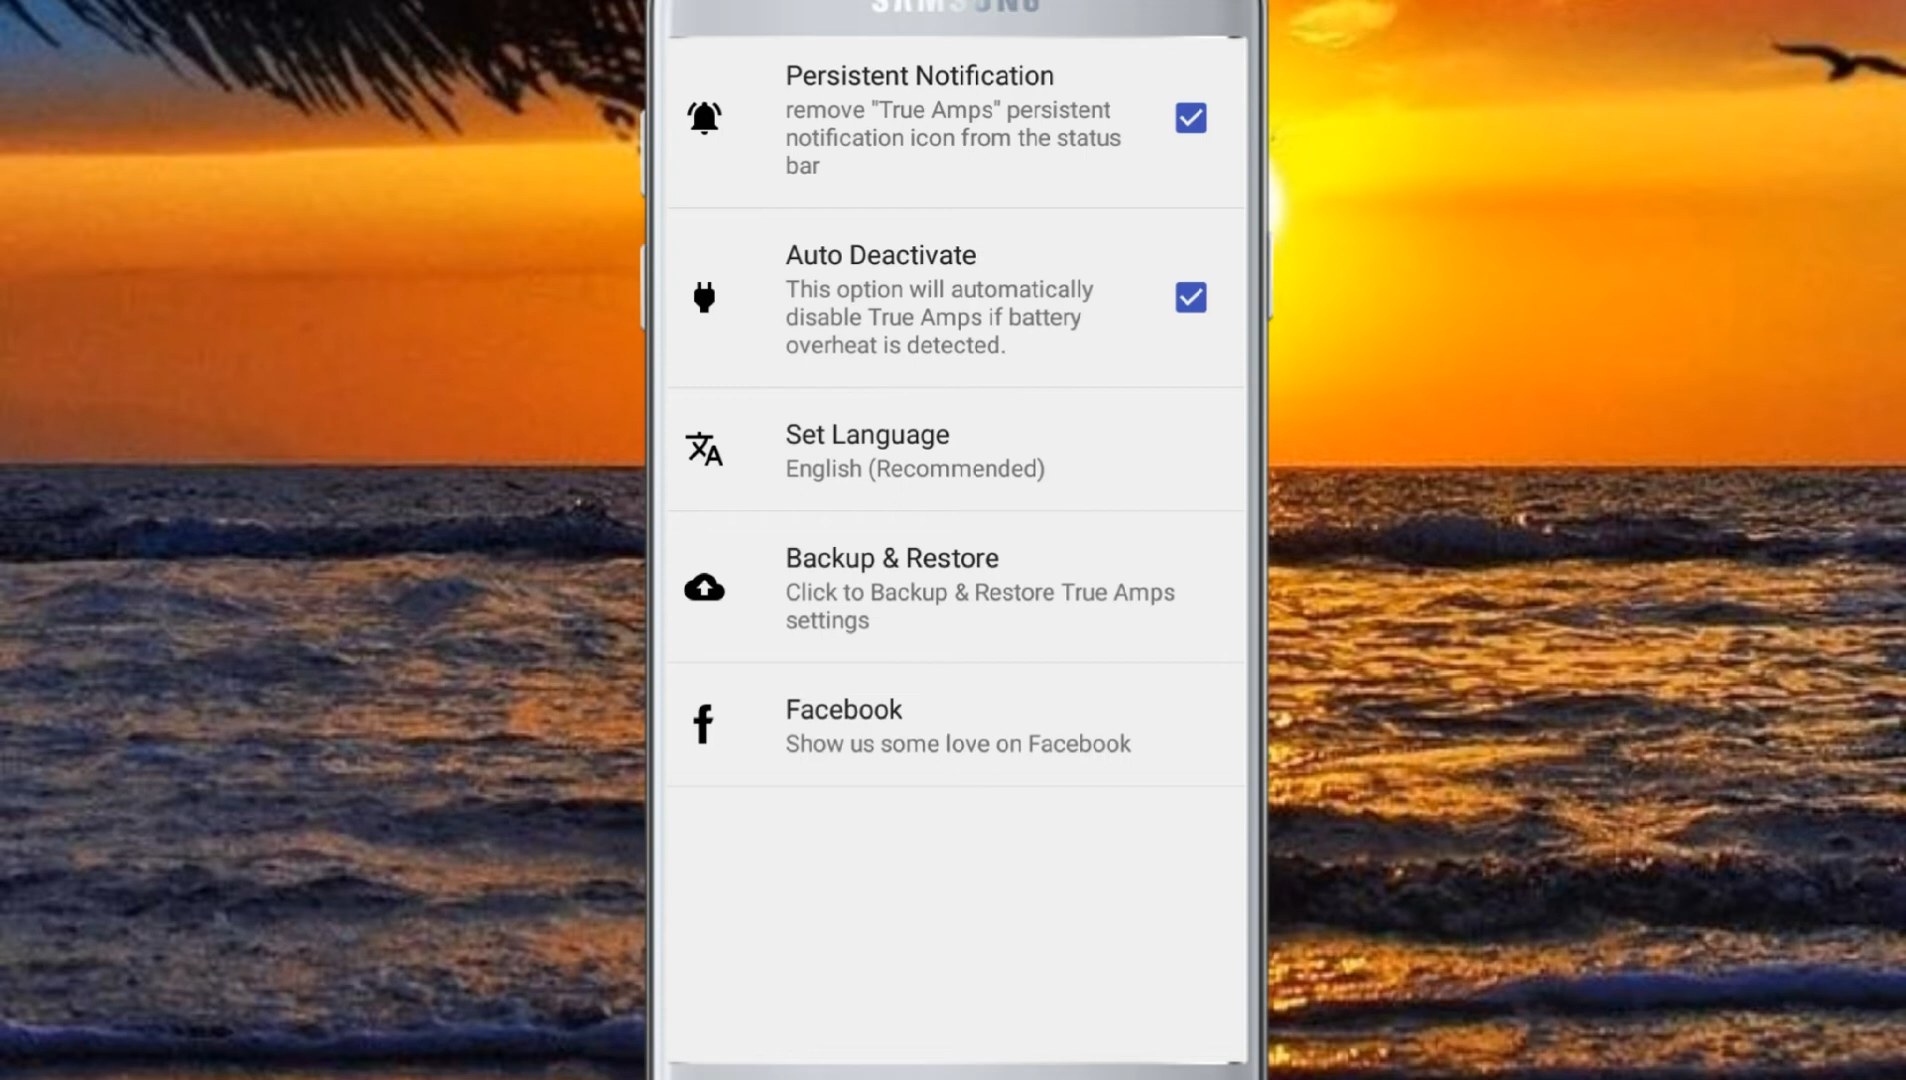 SAMSUNG
Persistent Notification
remove "True Amps" persistent
notification icon from the status
bar
Auto Deactivate
This option will automatically
disable True Amps if battery
overheat is detected.
Set Language
English (Recommended)
Backup & Restore
Click to Backup & Restore True Amps
settings
Facebook
Show us some love on Facebook